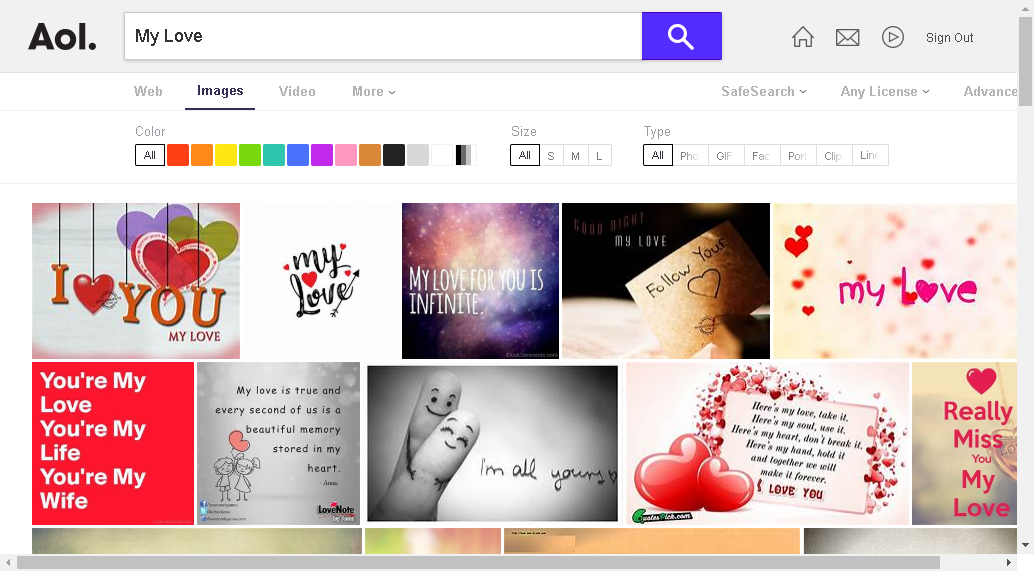 Aol.
My Love
Sign Out
Web
Images
Video
More
SafeSearch
Any License
Advance
Color
Size
Type
All
All
S
M
L
All
Pho
GIF
Fac
Por
Clip
Line
I YOU
MY LOVE
my
Love
MY LOVE FOR YOU IS
INFINITE.
DesiComments.com
GOOD NIGHT
MY LOVE
Follow Your
my love
You're My
Love
You're My
Life
You're My
Wife
My love is true and
every second of us is a
beautiful memory
stored in my
heart.
LoveNote
I'm all yours
Here's my love, take it.
Here's my soul, use it.
Here's my heart, don't break it.
Here's my hand, hold it
and together we will
make it forever.
I LOVE YOU
QuotesPick.com
Really
Miss
You
My
Love